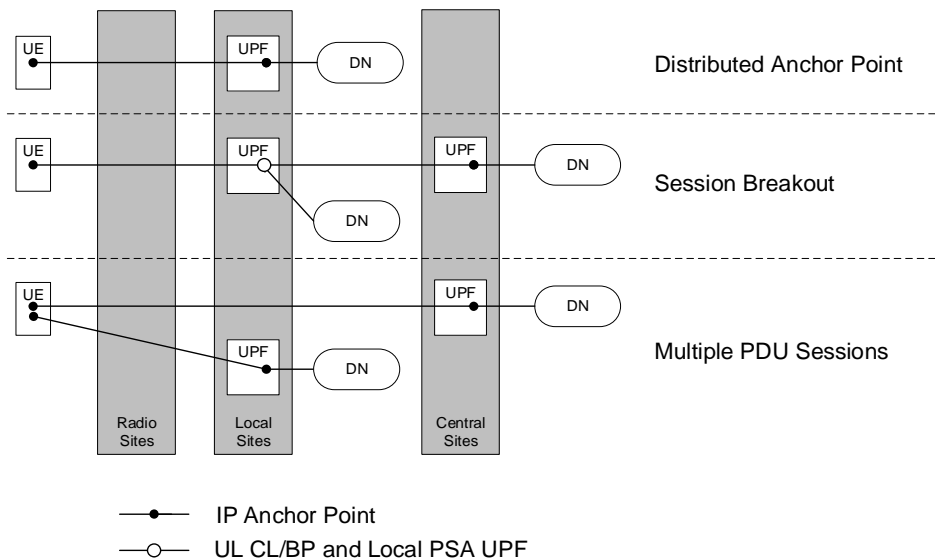 UE
UPF
DN
Distributed Anchor Point
UE
UPF
UPF
DN
Session Breakout
DN
UE
UPF
DN
UPF
DN
Multiple PDU Sessions
Radio
Sites
Local
Sites
Central
Sites
IP Anchor Point
UL CL/BP and Local PSA UPF